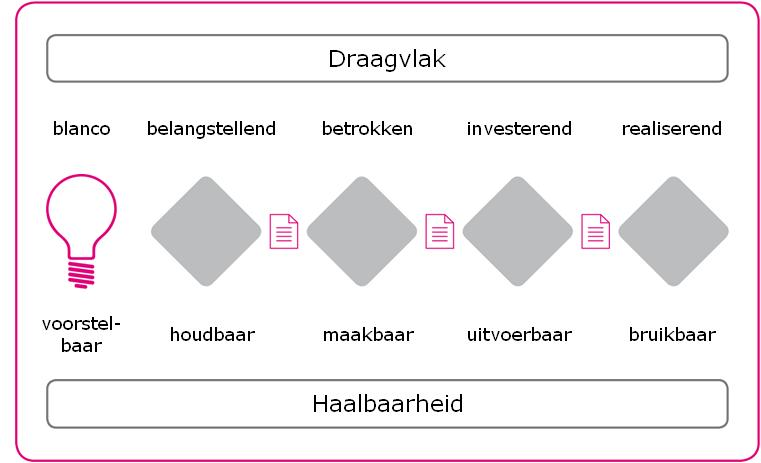 Draagvlak
blanco belangstellend betrokken investerend realiserend
voorstel-
baar
houdbaar maakbaar uitvoerbaar bruikbaar
Haalbaarheid